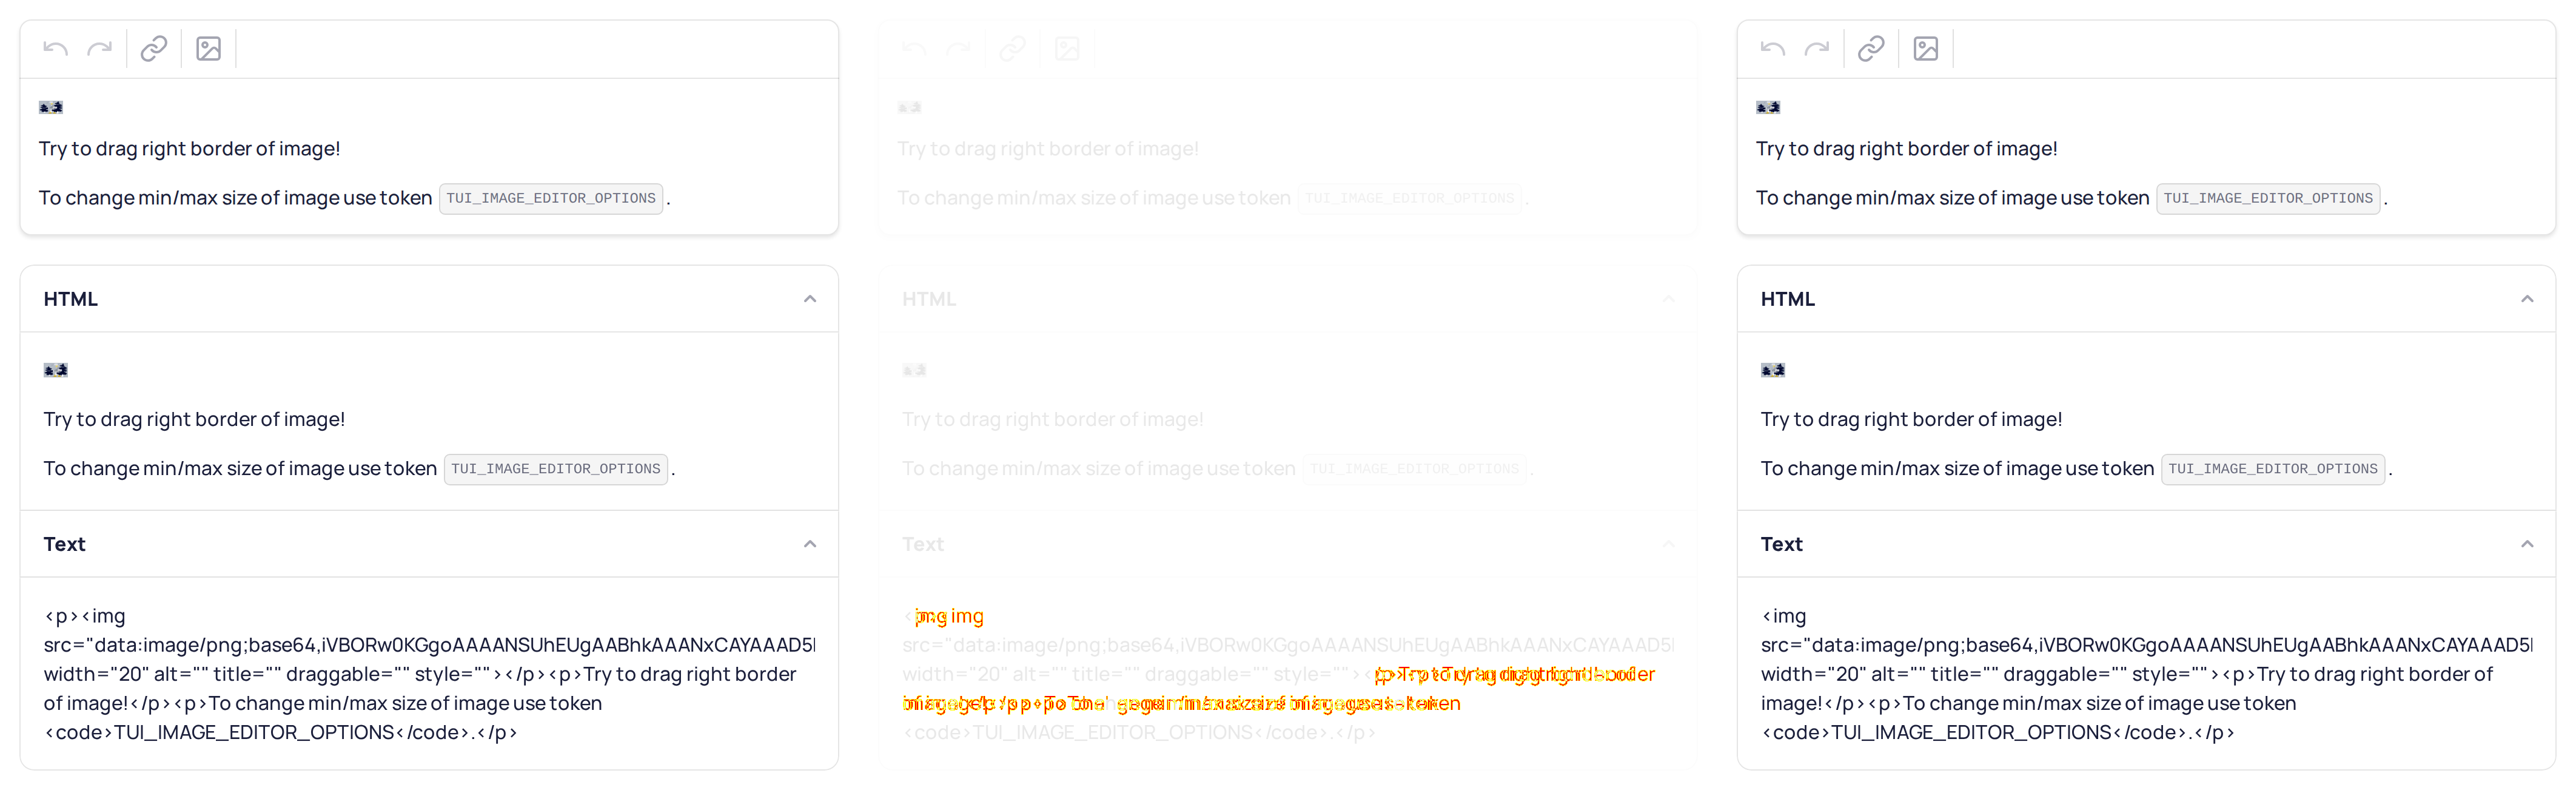 Try to drag right border of image!
To change min/max size of image use token TUI_IMAGE_EDITOR_OPTIONS .
HTML
Try to drag right border of image!
To change min/max size of image use token TUI_IMAGE_EDITOR_OPTIONS .
Text
<p><img
src="data:image/png;base64,iVBORw0KGgoAAAANSUhEUgAABhkAAANxCAYAAAD5
width="20" alt="" title="" draggable="" style=""></p><p>Try to drag right border
of image!</p><p>To change min/max size of image use token
<code>TUI_IMAGE_EDITOR_OPTIONS</code>.</p>
Try to drag right border of image!
To change min/max size of image use token TUI_IMAGE_EDITOR_OPTIONS .
HTML
Try to drag right border of image!
To change min/max size of image use token TUI_IMAGE_EDITOR_OPTIONS .
Text
img
src="data:image/png;base64,iVBORw0KGgoAAAANSUhEUgAABhkAAANxCAYAAAD5
width="20" alt="" title="" draggable="" style=""><
token
<code>TUI_IMAGE_EDITOR_OPTIONS</code>.</p>
Try to drag right border of image!
To change min/max size of image use token TUI_IMAGE_EDITOR_OPTIONS .
HTML
Try to drag right border of image!
To change min/max size of image use token TUI_IMAGE_EDITOR_OPTIONS .
Text
<img
src="data:image/png;base64,iVBORw0KGgoAAAANSUhEUgAABhkAAANxCAYAAAD5
width="20" alt="" title="" draggable="" style=""><p>Try to drag right border of
image!</p><p>To change min/max size of image use token
<code>TUI_IMAGE_EDITOR_OPTIONS</code>.</p>